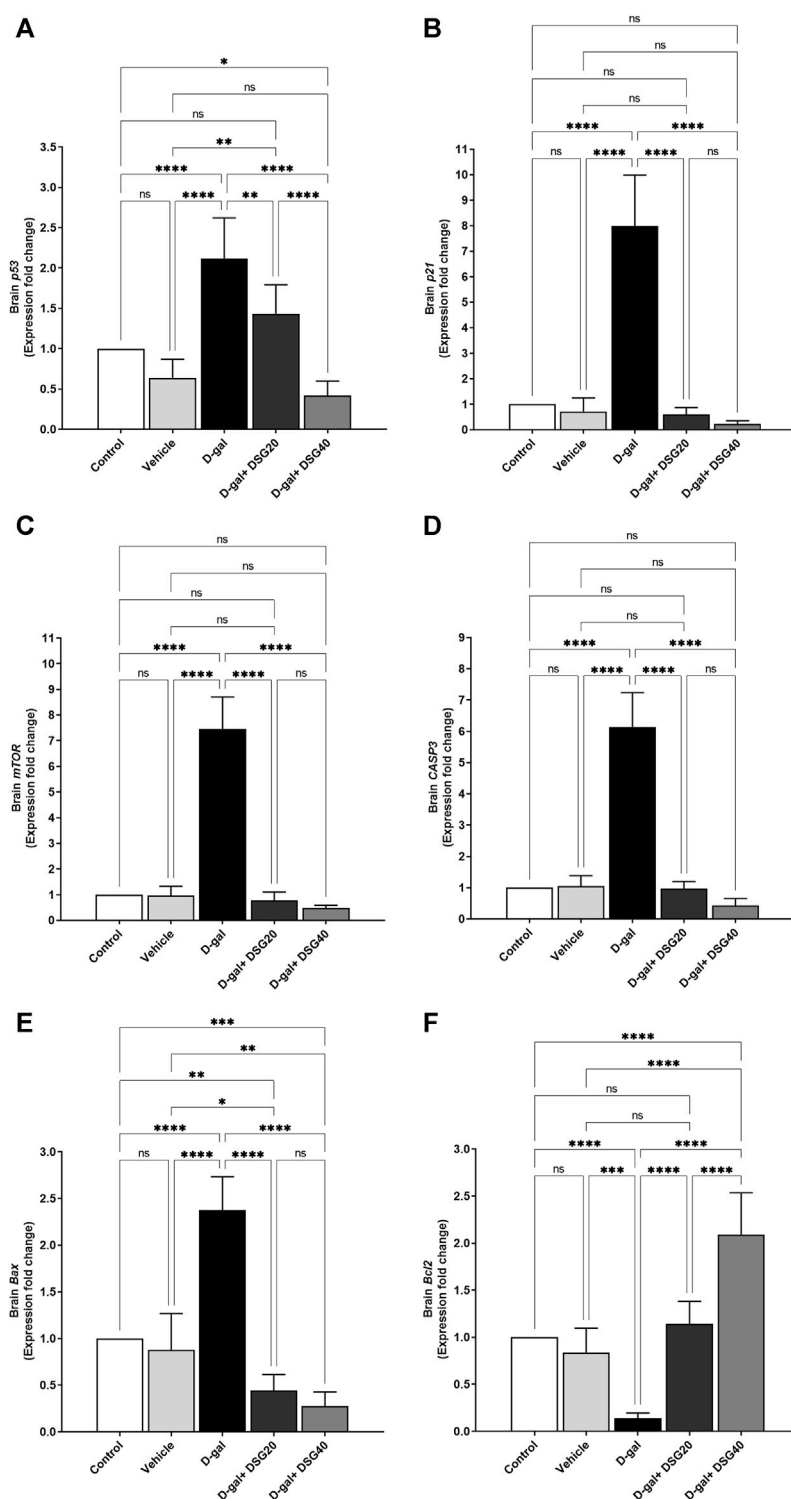 A
*
ns
ns
**
**** ****
ns **** ** ****
3.5
3.0
2.5
2.0
1.5
1.0
0.5
0.0
Brain p53
(Expression fold change)
Control Vehicle D-gal D-gal+ DSG20 D-gal+ DSG40
B
ns
ns
ns
ns
**** ****
ns **** **** ns
11
10
9
8
7
6
5
4
3
2
1
0
Brain p21
(Expression fold change)
Control Vehicle D-gal D-gal+ DSG20 D-gal+ DSG40
C
ns
ns
ns
ns
**** ****
ns **** **** ns
11
10
9
8
7
6
5
4
3
2
1
0
Brain mTOR
(Expression fold change)
Control Vehicle D-gal D-gal+ DSG20 D-gal+ DSG40
D
ns
ns
ns
ns
**** ****
ns **** **** ns
9
8
7
6
5
4
3
2
1
0
Brain CASP3
(Expression fold change)
Control Vehicle D-gal D-gal+ DSG20 D-gal+ DSG40
E
***
**
**
*
**** ****
ns **** **** ns
3.0
2.5
2.0
1.5
1.0
0.5
0.0
Brain Bax
(Expression fold change)
Control Vehicle D-gal D-gal+ DSG20 D-gal+ DSG40
F
****
****
ns
ns
**** ****
ns *** **** ****
3.0
2.5
2.0
1.5
1.0
0.5
0.0
Brain Bcl2
(Expression fold change)
Control Vehicle D-gal D-gal+ DSG20 D-gal+ DSG40